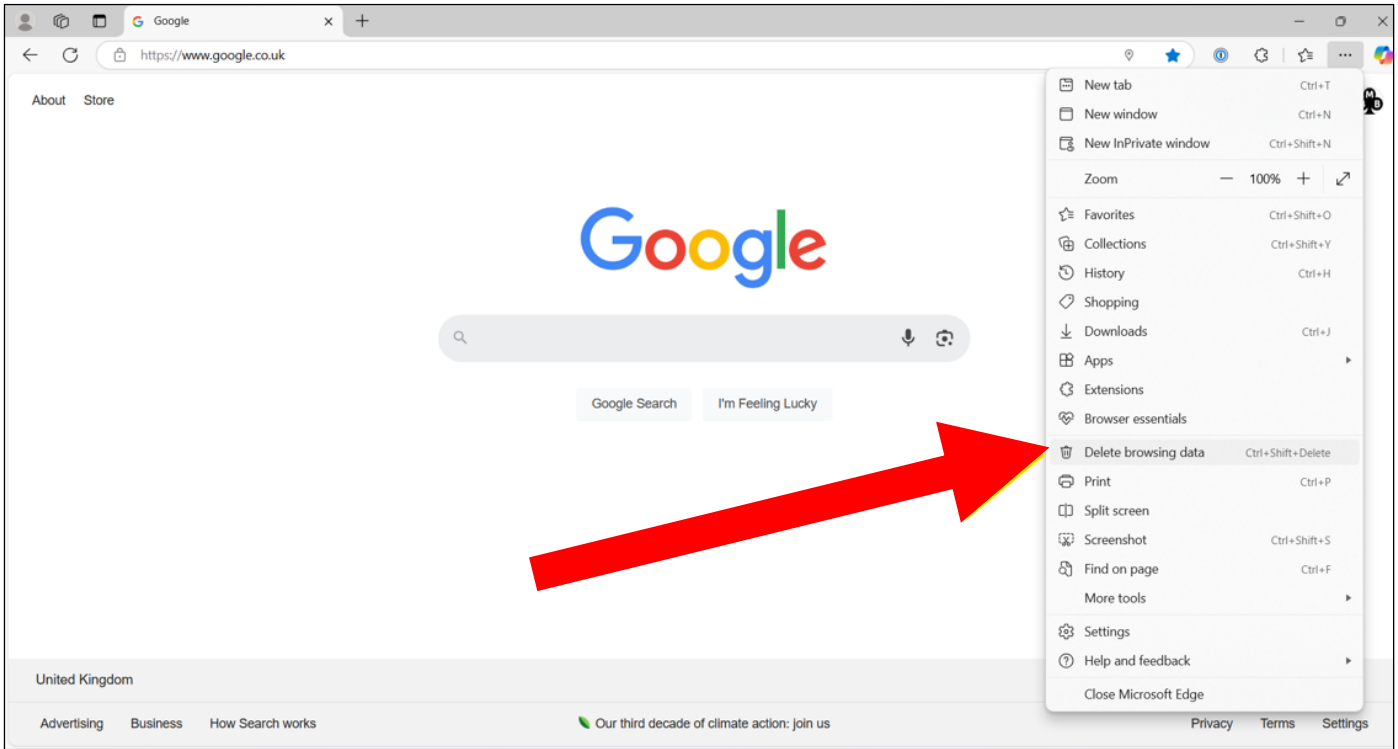 Google
https://www.google.co.uk
About Store
M
B
Google
Google Search I'm Feeling Lucky
New tab Ctrl+T
New window Ctrl+N
New InPrivate window Ctrl+Shift+N
Zoom 100%
Favorites Ctrl+Shift+O
Collections Ctrl+Shift+Y
History Ctrl+H
Shopping
Downloads Ctrl+J
Apps
Extensions
Browser essentials
Delete browsing data Ctrl+Shift+Delete
Print Ctrl+P
Split screen
Screenshot Ctrl+Shift+S
Find on page Ctrl+F
More tools
Settings
Help and feedback
Close Microsoft Edge
United Kingdom
Advertising Business How Search works Our third decade of climate action: join us Privacy Terms Settings